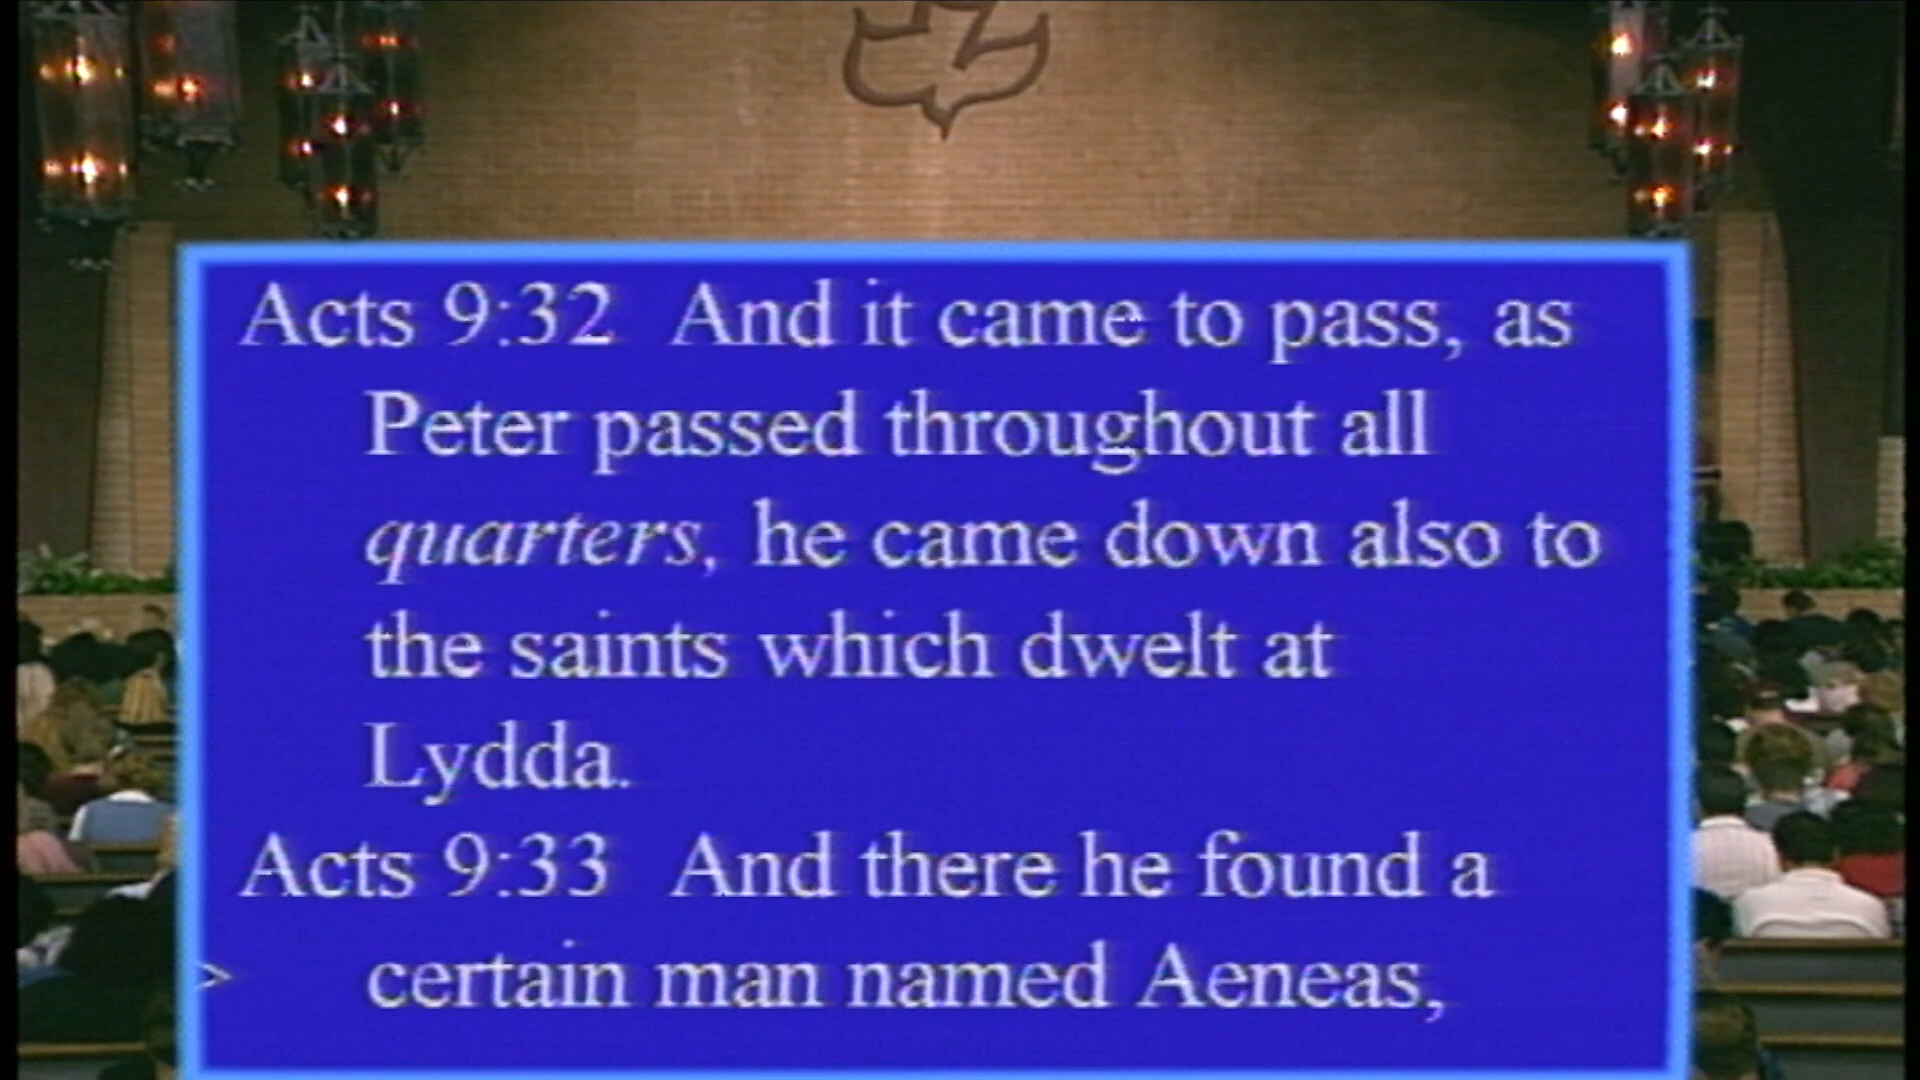 Acts 9:32 And it came to pass, as
Peter passed throughout all
quarters, he came down also to
the saints which dwelt at
Lydda.
Acts 9:33 And there he found a
> certain man named Aeneas,